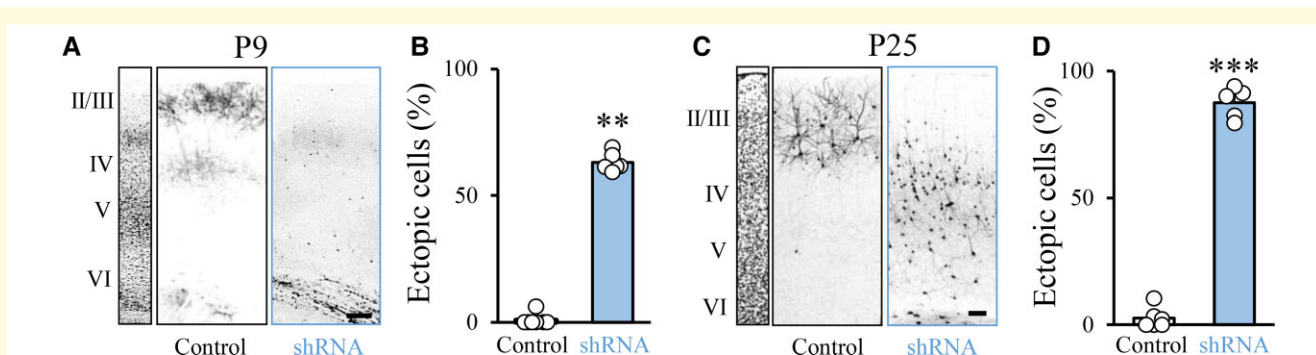 A P9
II/III
IV
V
VI
Control shRNA
B
Ectopic cells (%)
100
50
0
**
Control shRNA
C P25
II/III
IV
V
VI
Control shRNA
D
Ectopic cells (%)
100
50
0
***
Control shRNA